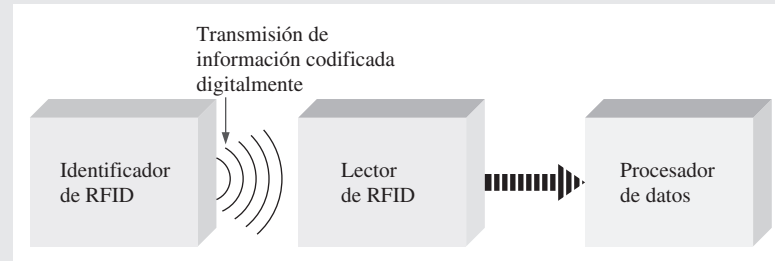 Transmisión de
información codificada
digitalmente
Identificador
de RFID
Lector
de RFID
Procesador
de datos